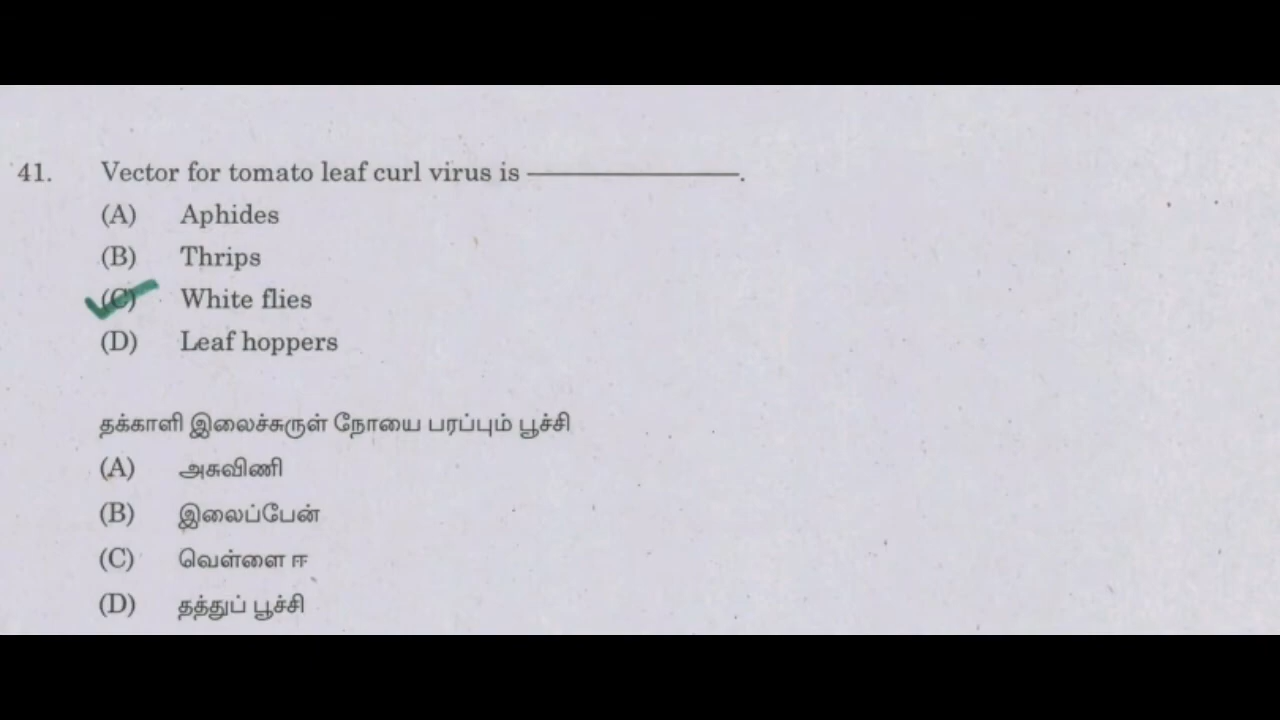 41. Vector for tomato leaf curl virus is ————————.
(A) Aphides
(B) Thrips
(C) White flies
(D) Leaf hoppers
தக்காளி இலைச்சுருள் நோயை பரப்பும் பூச்சி
(A) அசுவிணி
(B) இலைப்பேன்
(C) வெள்ளை ஈ
(D) தத்துப் பூச்சி